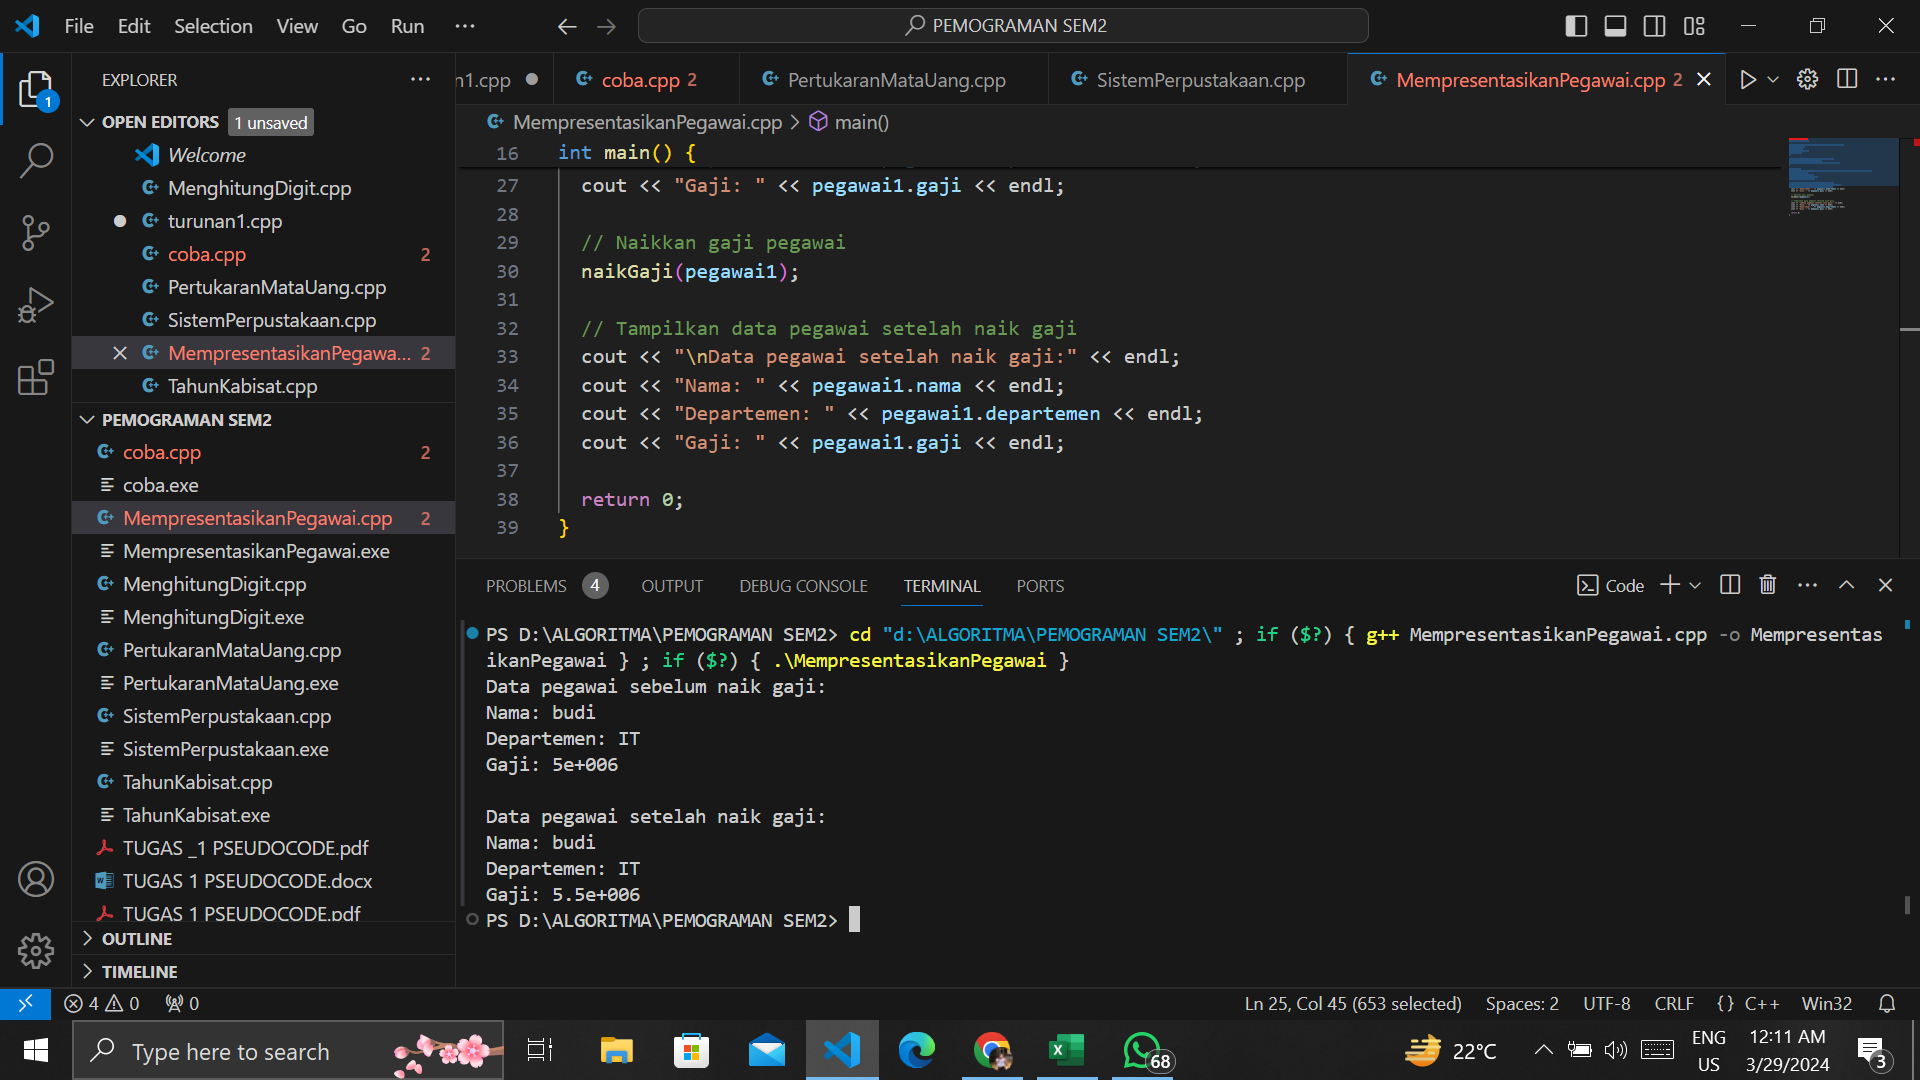 File Edit Selection View Go Run ···
PEMOGRAMAN SEM2
EXPLORER ···
OPEN EDITORS 1 unsaved
Welcome
MenghitungDigit.cpp
turunan1.cpp
coba.cpp 2
PertukaranMataUang.cpp
SistemPerpustakaan.cpp
MempresentasikanPegawa... 2
TahunKabisat.cpp
PEMOGRAMAN SEM2
coba.cpp 2
coba.exe
MempresentasikanPegawai.cpp 2
MempresentasikanPegawai.exe
MenghitungDigit.cpp
MenghitungDigit.exe
PertukaranMataUang.cpp
PertukaranMataUang.exe
SistemPerpustakaan.cpp
SistemPerpustakaan.exe
TahunKabisat.cpp
TahunKabisat.exe
TUGAS _1 PSEUDOCODE.pdf
TUGAS 1 PSEUDOCODE.docx
TUGAS 1 PSEUDOCODE.pdf
OUTLINE
TIMELINE
1
n1.cpp coba.cpp 2 PertukaranMataUang.cpp SistemPerpustakaan.cpp MempresentasikanPegawai.cpp 2
MempresentasikanPegawai.cpp > main()
16 int main() {
27 cout << "Gaji: " << pegawai1.gaji << endl;
28
29 // Naikkan gaji pegawai
30 naikGaji(pegawai1);
31
32 // Tampilkan data pegawai setelah naik gaji
33 cout << "\nData pegawai setelah naik gaji:" << endl;
34 cout << "Nama: " << pegawai1.nama << endl;
35 cout << "Departemen: " << pegawai1.departemen << endl;
36 cout << "Gaji: " << pegawai1.gaji << endl;
37
38 return 0;
39 }
PROBLEMS 4 OUTPUT DEBUG CONSOLE TERMINAL PORTS Code
PS D:\ALGORITMA\PEMOGRAMAN SEM2> cd "d:\ALGORITMA\PEMOGRAMAN SEM2\" ; if ($?) { g++ MempresentasikanPegawai.cpp -o Mempresentas
ikanPegawai } ; if ($?) { .\MempresentasikanPegawai }
Data pegawai sebelum naik gaji:
Nama: budi
Departemen: IT
Gaji: 5e+006
Data pegawai setelah naik gaji:
Nama: budi
Departemen: IT
Gaji: 5.5e+006
PS D:\ALGORITMA\PEMOGRAMAN SEM2>
4 0 0 Ln 25, Col 45 (653 selected) Spaces: 2 UTF-8 CRLF {} C++ Win32
Type here to search 68 22°C ENG 12:11 AM
US 3/29/2024 3